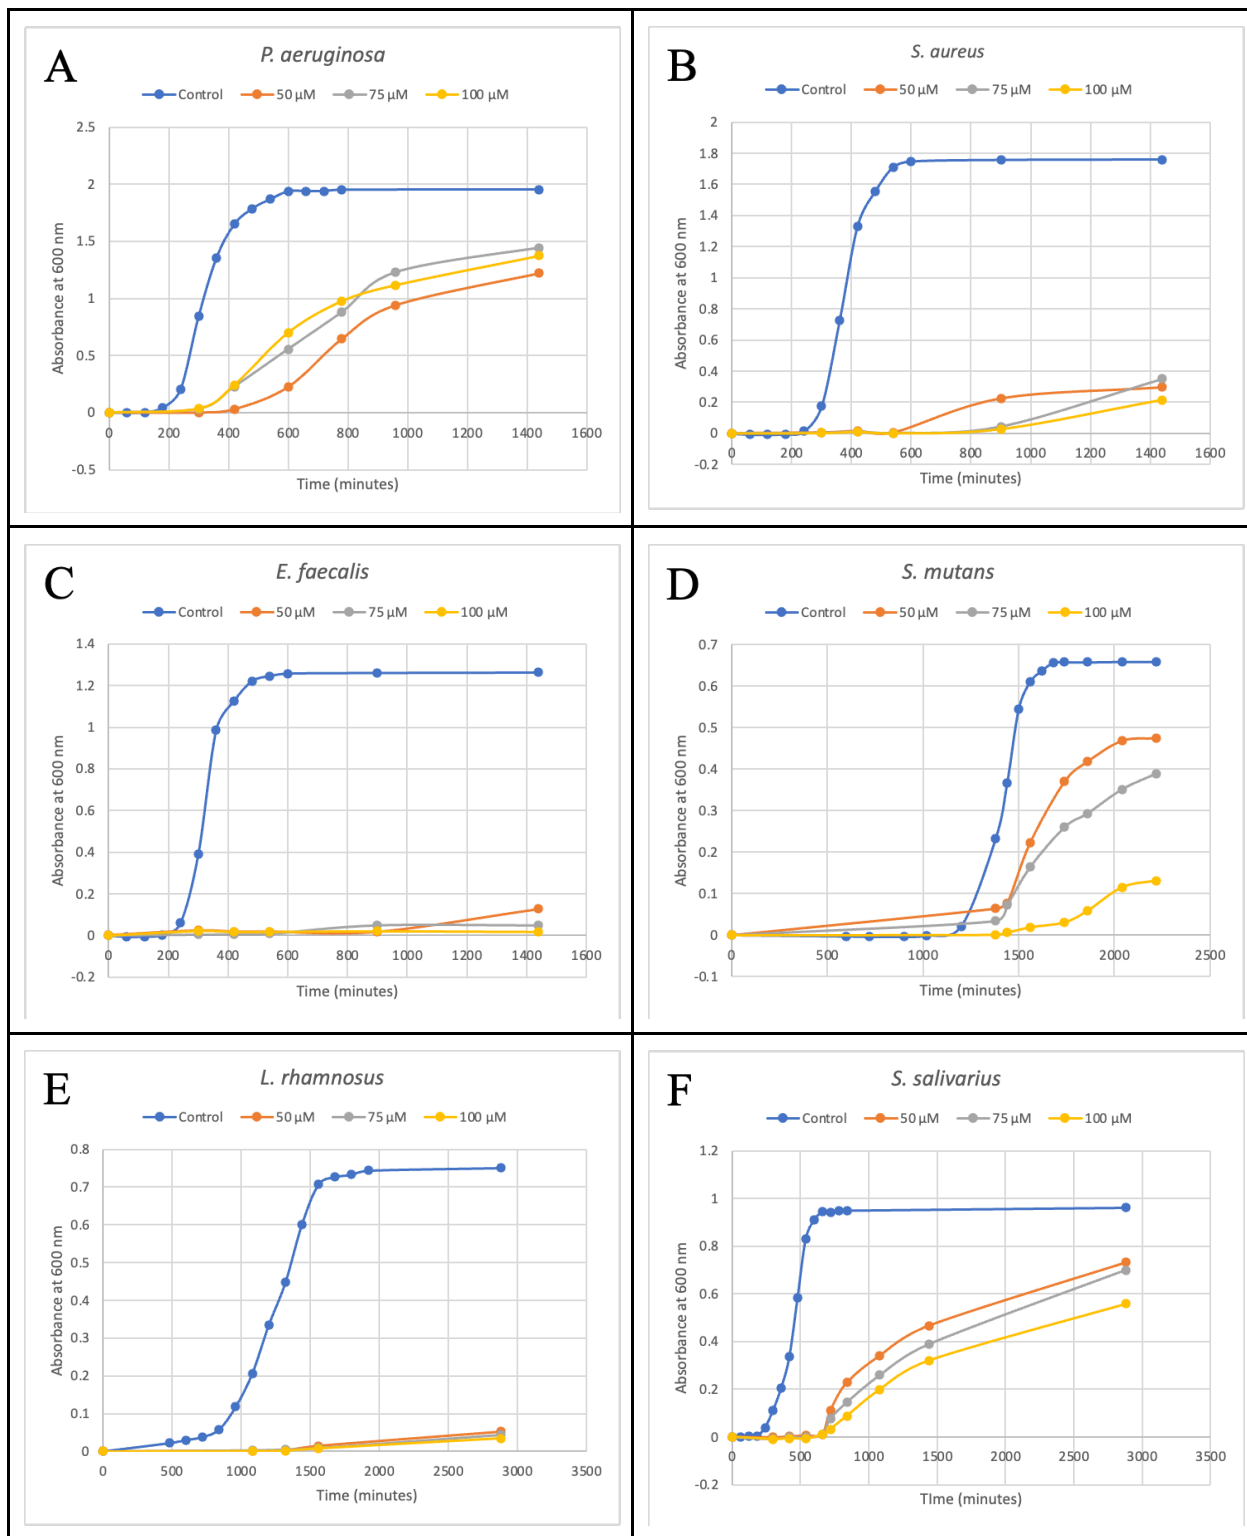 A
P. aeruginosa
Control 50 µM 75 µM 100 µM
2.5
2
1.5
1
0.5
0
-0.5
Absorbance at 600 nm
0 200 400 600 800 1000 1200 1400 1600
Time (minutes)
B
S. aureus
Control 50 µM 75 µM 100 µM
2
1.8
1.6
1.4
1.2
1
0.8
0.6
0.4
0.2
0
-0.2
Absorbance at 600 nm
0 200 400 600 800 1000 1200 1400 1600
Time (minutes)
C
E. faecalis
Control 50 µM 75 µM 100 µM
1.4
1.2
1
0.8
0.6
0.4
0.2
0
-0.2
Absorbance at 600 nm
0 200 400 600 800 1000 1200 1400 1600
Time (minutes)
D
S. mutans
Control 50 µM 75 µM 100 µM
0.7
0.6
0.5
0.4
0.3
0.2
0.1
0
-0.1
Absorbance at 600 nm
0 500 1000 1500 2000 2500
Time (minutes)
E
L. rhamnosus
Control 50 µM 75 µM 100 µM
0.8
0.7
0.6
0.5
0.4
0.3
0.2
0.1
0
Absorbance at 600 nm
0 500 1000 1500 2000 2500 3000 3500
Time (minutes)
F
S. salivarius
Control 50 µM 75 µM 100 µM
1.2
1
0.8
0.6
0.4
0.2
0
-0.2
Absorbance at 600 nm
0 500 1000 1500 2000 2500 3000 3500
TIme (minutes)